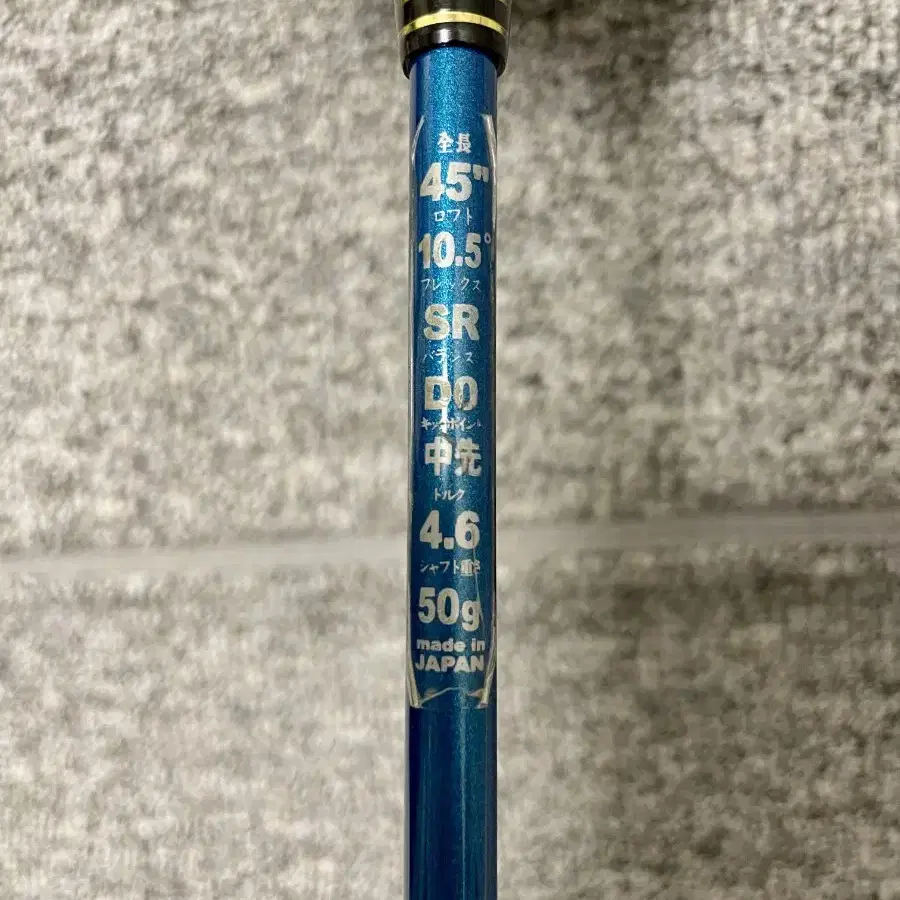 全長
45"
ロフト
10.5°
フレックス
SR
バランス
D0
キックポイント
中先
トルク
4.6
シャフト重さ
50g
made in
JAPAN